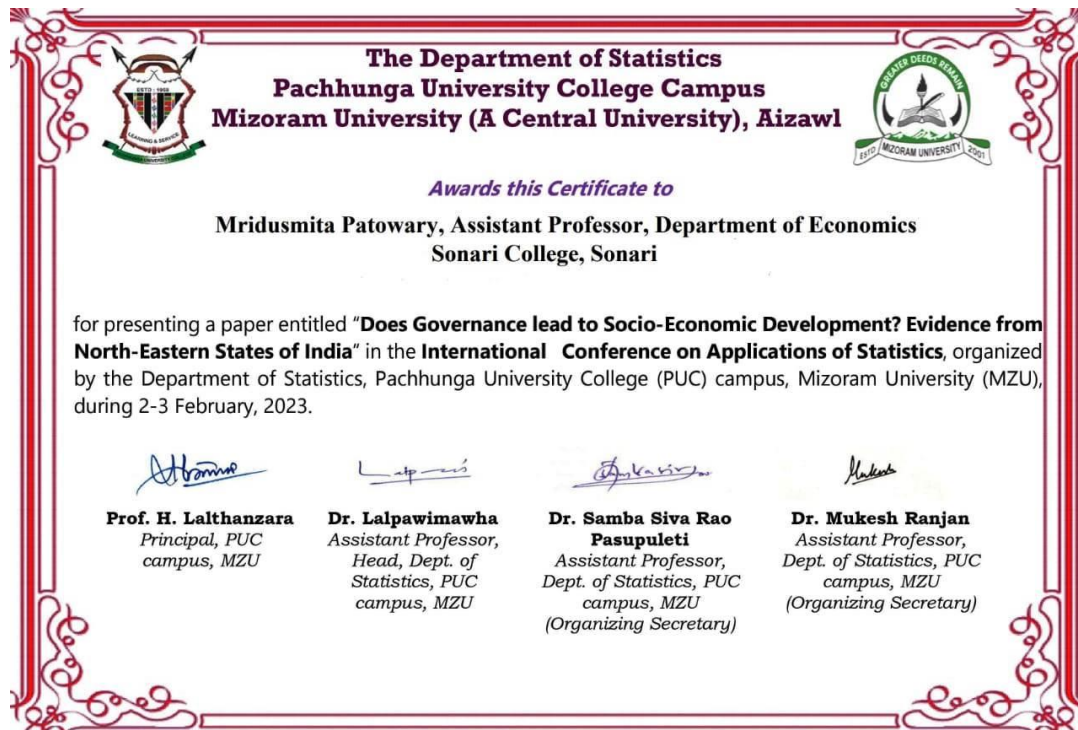 The Department of Statistics
Pachhunga University College Campus
Mizoram University (A Central University), Aizawl
ESTD : 1958
LEARNING & SERVICE
GREATER DEEDS REMAIN
ESTD MIZORAM UNIVERSITY 2001
Awards this Certificate to
Mridusmita Patowary, Assistant Professor, Department of Economics
Sonari College, Sonari
for presenting a paper entitled “Does Governance lead to Socio-Economic Development? Evidence from
North-Eastern States of India” in the International Conference on Applications of Statistics, organized
by the Department of Statistics, Pachhunga University College (PUC) campus, Mizoram University (MZU),
during 2-3 February, 2023.
Prof. H. Lalthanzara
Principal, PUC
campus, MZU
Dr. Lalpawimawha
Assistant Professor,
Head, Dept. of
Statistics, PUC
campus, MZU
Dr. Samba Siva Rao
Pasupuleti
Assistant Professor,
Dept. of Statistics, PUC
campus, MZU
(Organizing Secretary)
Dr. Mukesh Ranjan
Assistant Professor,
Dept. of Statistics, PUC
campus, MZU
(Organizing Secretary)